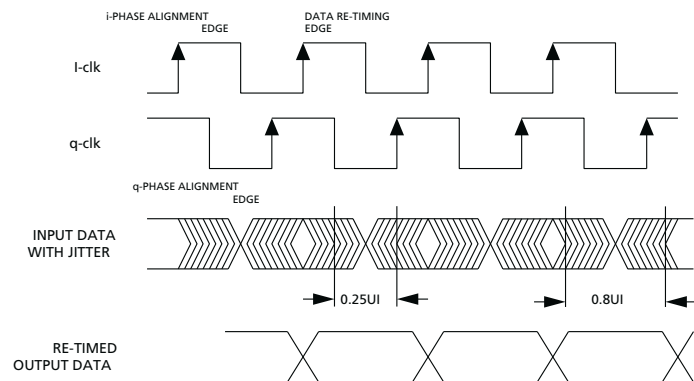 i-PHASE ALIGNMENT
EDGE
DATA RE-TIMING
EDGE
I-clk
q-clk
q-PHASE ALIGNMENT
EDGE
INPUT DATA
WITH JITTER
0.25UI
0.8UI
RE-TIMED
OUTPUT DATA